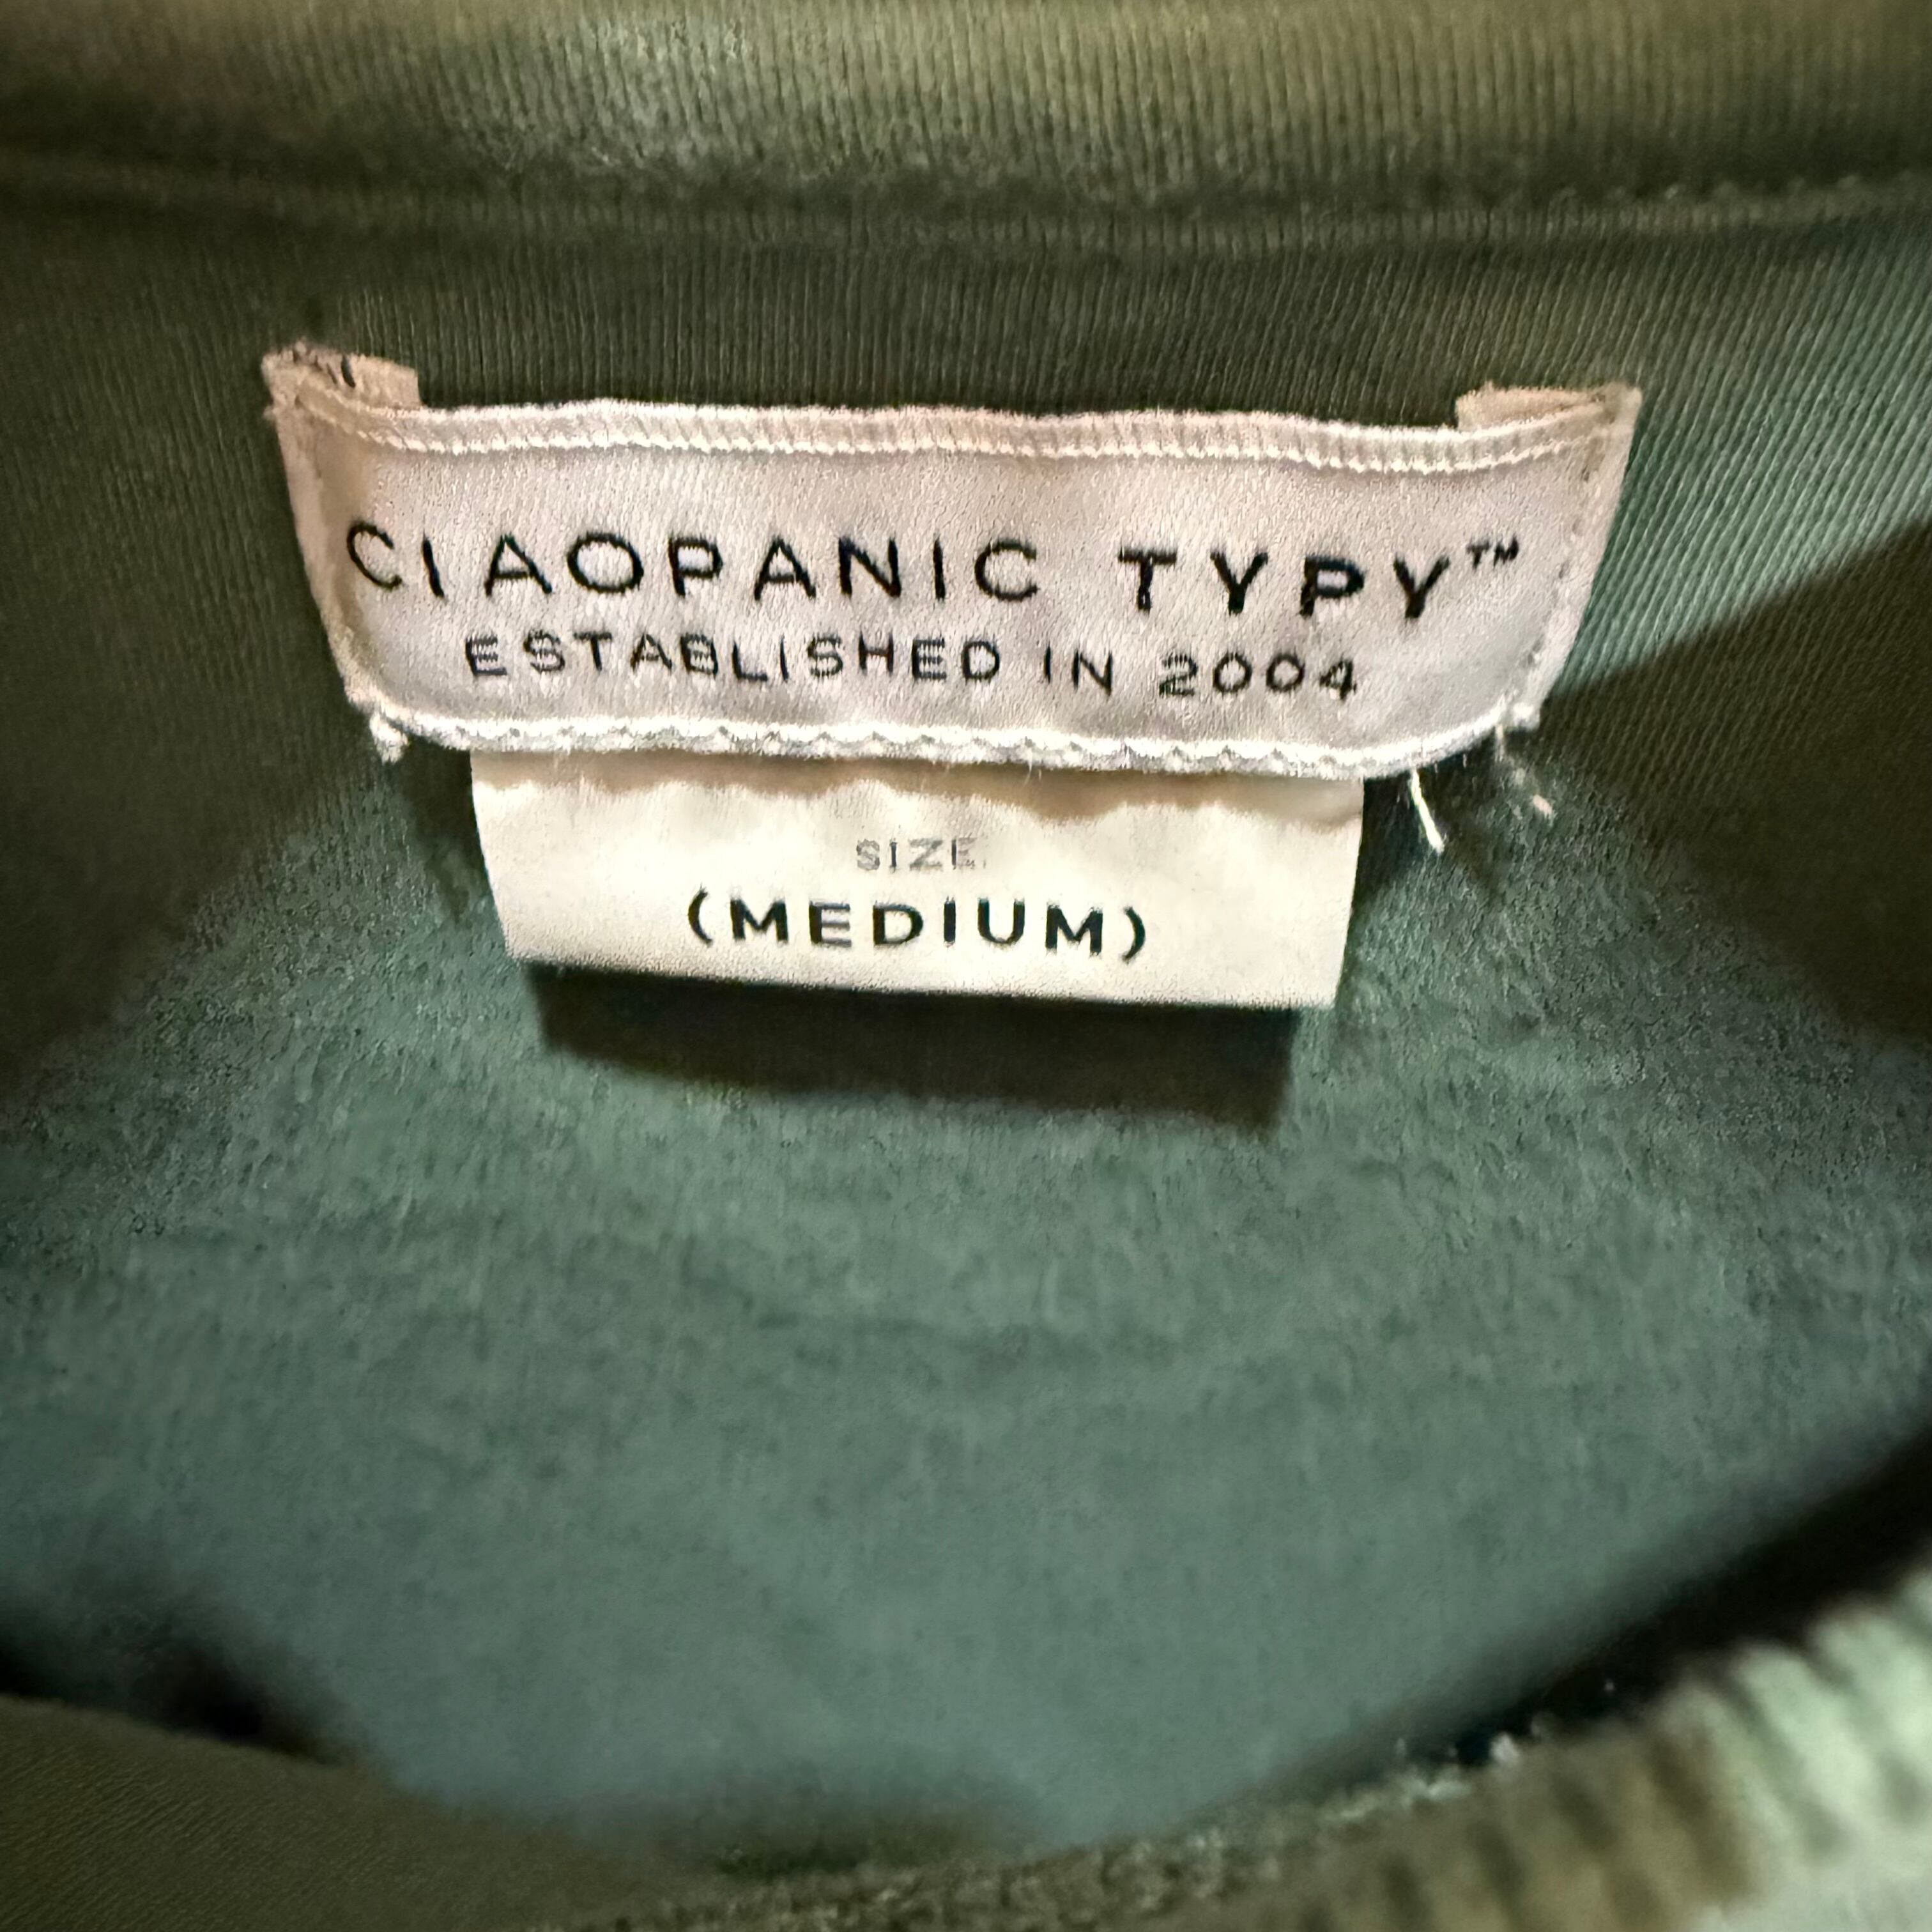 CIAOPANIC TYPY™
ESTABLISHED IN 2004
SIZE
(MEDIUM)